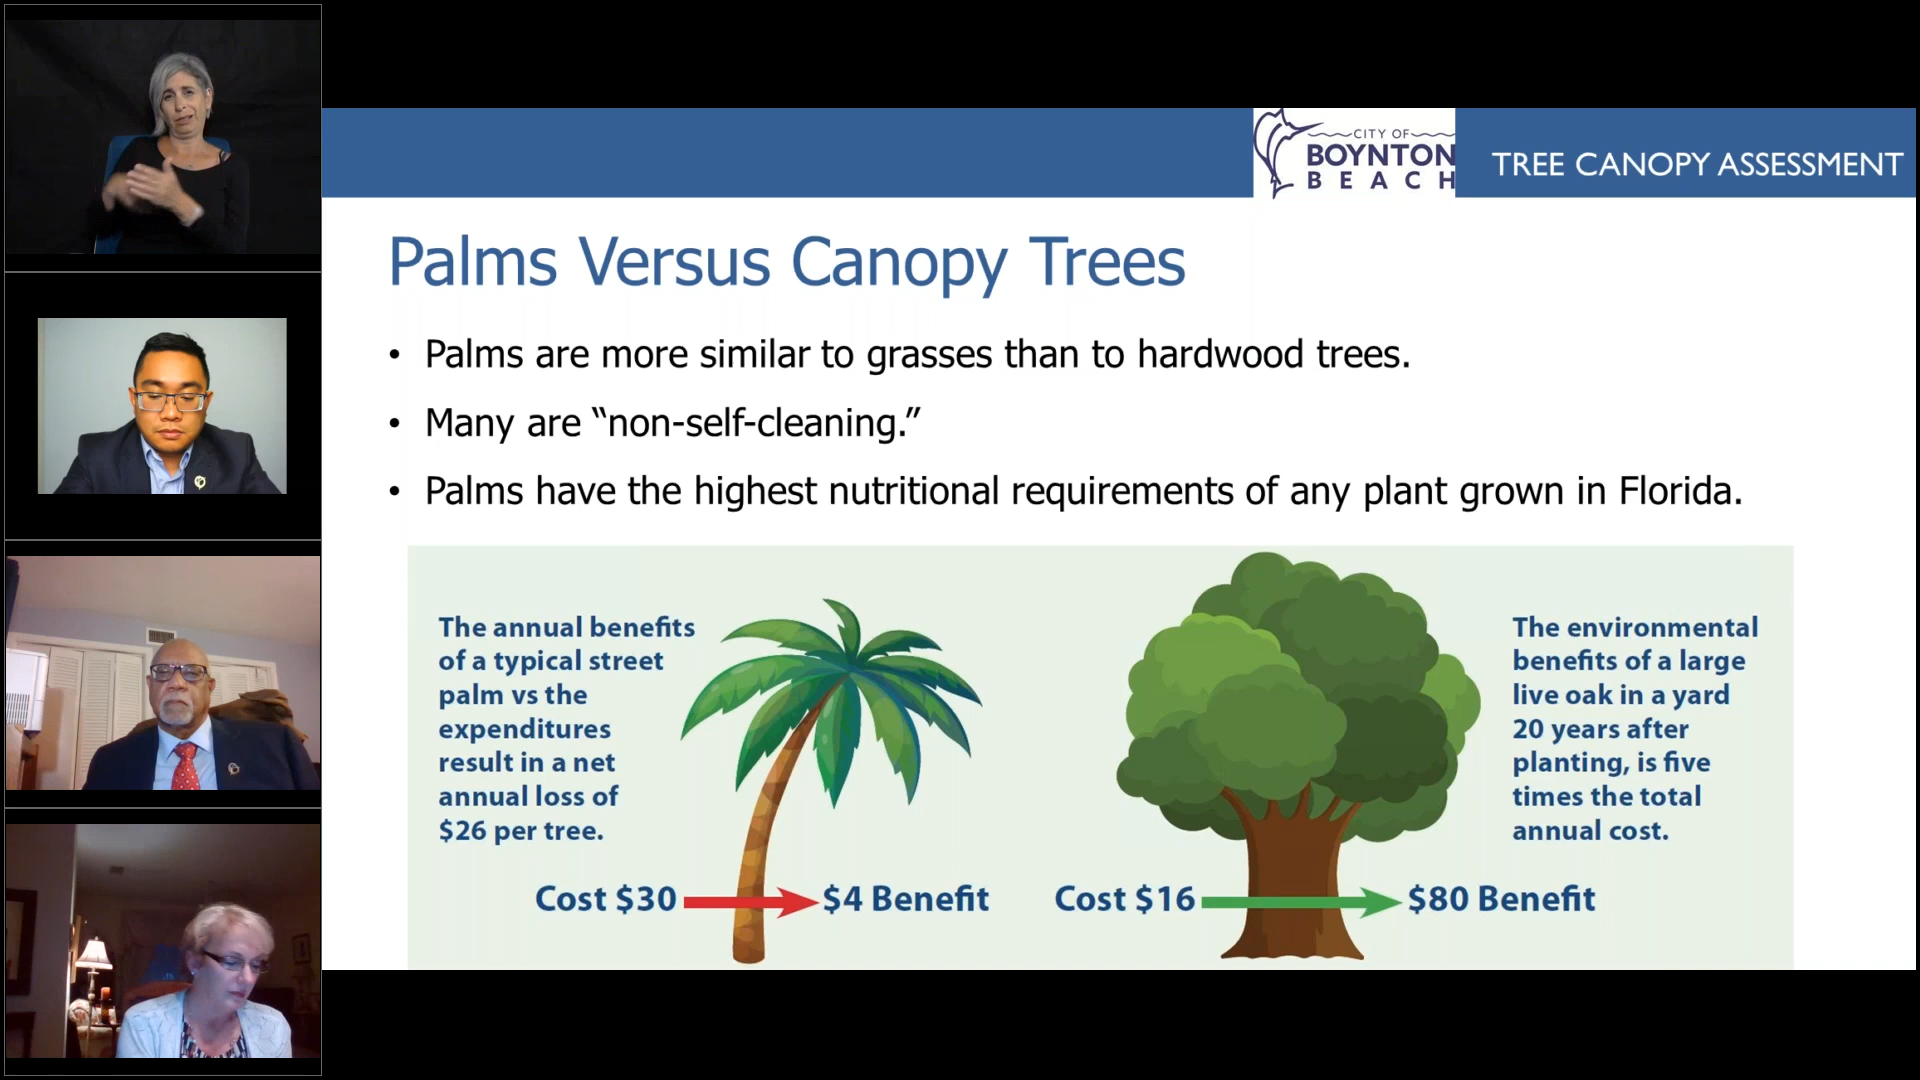 CITY OF
BOYNTON
BEACH
TREE CANOPY ASSESSMENT
Palms Versus Canopy Trees
• Palms are more similar to grasses than to hardwood trees.
• Many are “non-self-cleaning.”
• Palms have the highest nutritional requirements of any plant grown in Florida.
The annual benefits
of a typical street
palm vs the
expenditures
result in a net
annual loss of
$26 per tree.
Cost $30
$4 Benefit
The environmental
benefits of a large
live oak in a yard
20 years after
planting, is five
times the total
annual cost.
Cost $16
$80 Benefit